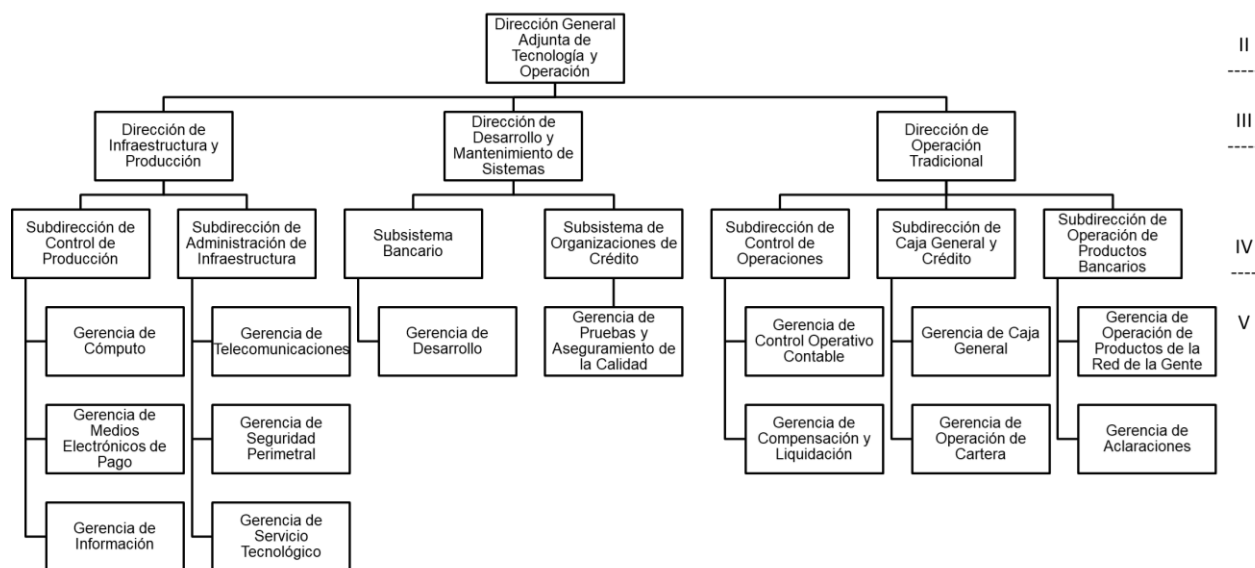 Dirección General
Adjunta de
Tecnología y
Operación
II
-----
Dirección de
Infraestructura y
Producción
Dirección de
Desarrollo y
Mantenimiento de
Sistemas
Dirección de
Operación
Tradicional
III
-----
Subdirección de
Control de
Producción
Subdirección de
Administración de
Infraestructura
Subsistema
Bancario
Subsistema de
Organizaciones de
Crédito
Subdirección de
Control de
Operaciones
Subdirección de
Caja General y
Crédito
Subdirección de
Operación de
Productos
Bancarios
IV
----
Gerencia de
Cómputo
Gerencia de
Telecomunicaciones
Gerencia de
Desarrollo
Gerencia de
Pruebas y
Aseguramiento de
la Calidad
Gerencia de
Control Operativo
Contable
Gerencia de Caja
General
Gerencia de
Operación de
Productos de la
Red de la Gente
V
Gerencia de
Medios
Electrónicos de
Pago
Gerencia de
Seguridad
Perimetral
Gerencia de
Compensación y
Liquidación
Gerencia de
Operación de
Cartera
Gerencia de
Aclaraciones
Gerencia de
Información
Gerencia de
Servicio
Tecnológico